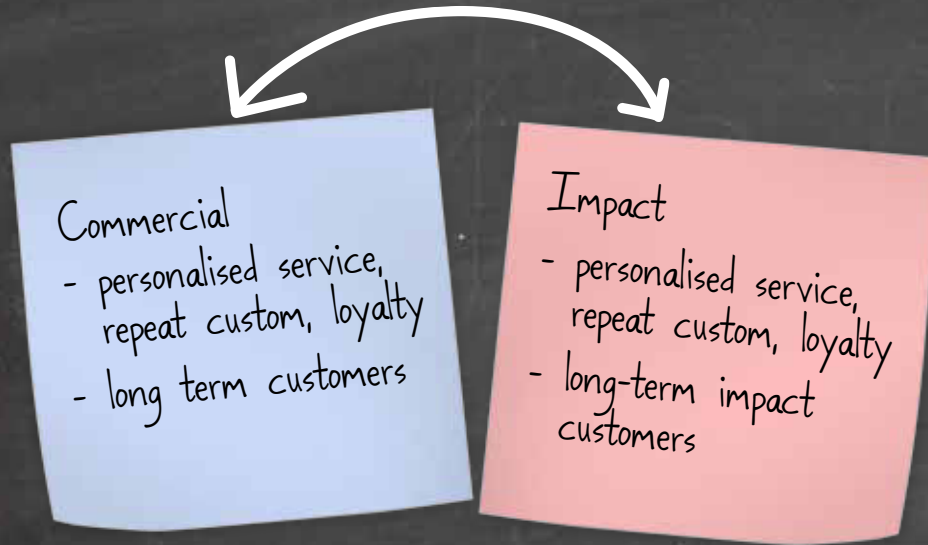 Commercial
- personalised service,
repeat custom, loyalty
- long term customers
Impact
- personalised service,
repeat custom, loyalty
- long-term impact
customers